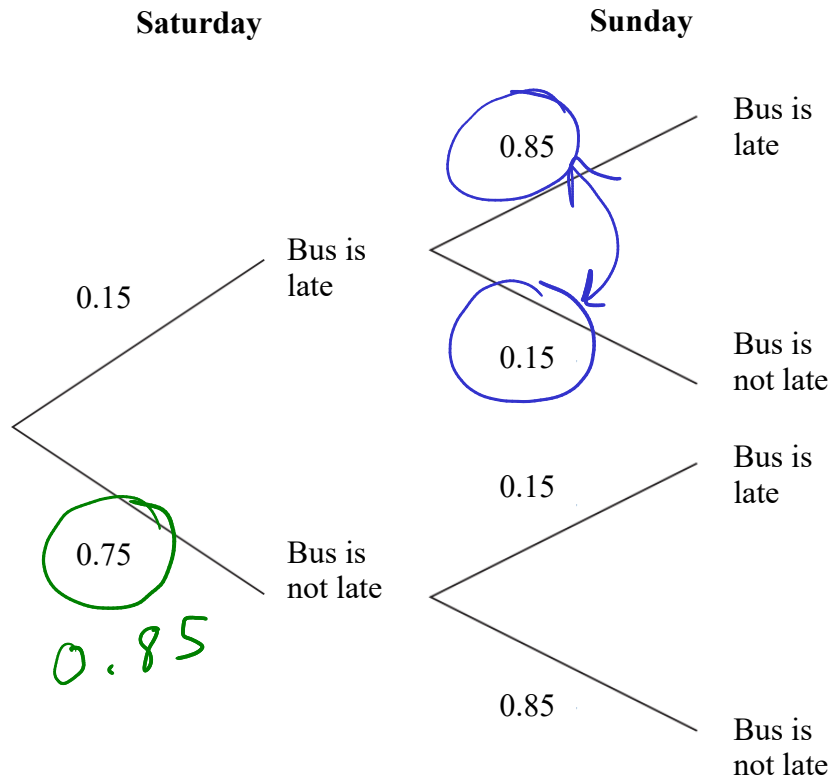 Saturday
Sunday
0.85
Bus is
late
Bus is
late
0.15
0.15
Bus is
not late
0.15
Bus is
late
0.75
Bus is
not late
0.85
0.85
Bus is
not late